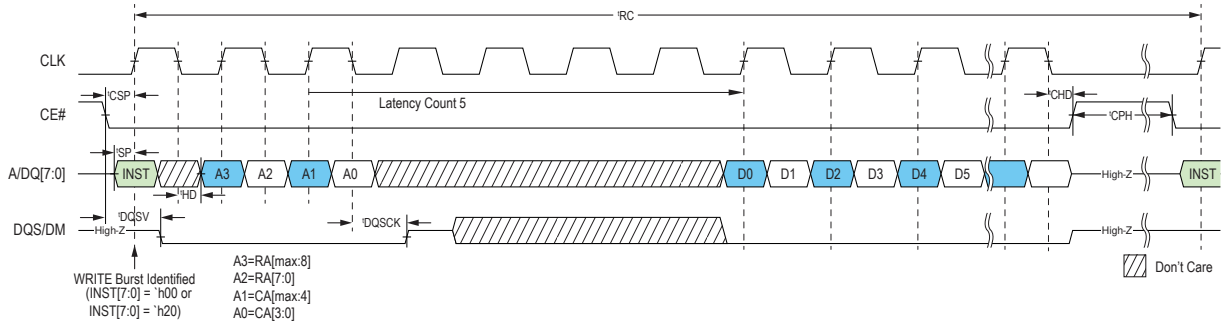 tRC
CLK
tCSP
Latency Count 5
tCHD
CE#
tCPH
tSP
A/DQ[7:0]
INST
A3
A2
A1
A0
D0
D1
D2
D3
D4
D5
High-Z
INST
tHD
tDQSV
tDQSCK
DQS/DM
High-Z
High-Z
WRITE Burst Identified
(INST[7:0] = `h00 or
INST[7:0] = `h20)
A3=RA[max:8]
A2=RA[7:0]
A1=CA[max:4]
A0=CA[3:0]
Don't Care